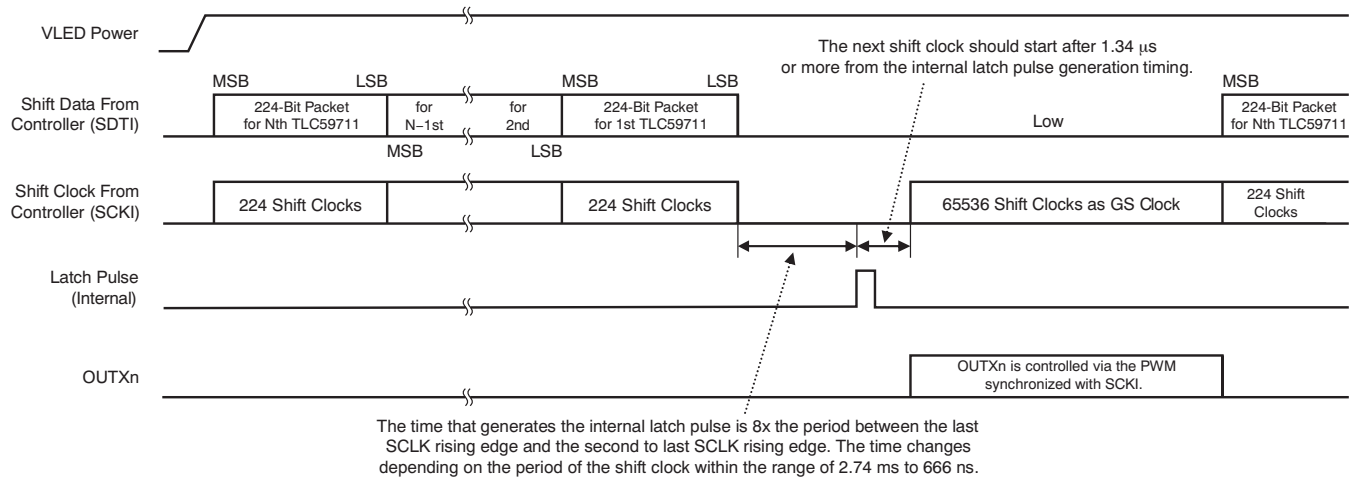 VLED Power
The next shift clock should start after 1.34 μs
or more from the internal latch pulse generation timing.
MSB LSB MSB LSB MSB
Shift Data From
Controller (SDTI)
224-Bit Packet
for Nth TLC59711
for
N−1st
for
2nd
224-Bit Packet
for 1st TLC59711
Low
224-Bit Packet
for Nth TLC59711
MSB LSB
Shift Clock From
Controller (SCKI)
224 Shift Clocks
224 Shift Clocks
65536 Shift Clocks as GS Clock
224 Shift
Clocks
Latch Pulse
(Internal)
OUTXn
OUTXn is controlled via the PWM
synchronized with SCKI.
The time that generates the internal latch pulse is 8x the period between the last
SCLK rising edge and the second to last SCLK rising edge. The time changes
depending on the period of the shift clock within the range of 2.74 ms to 666 ns.